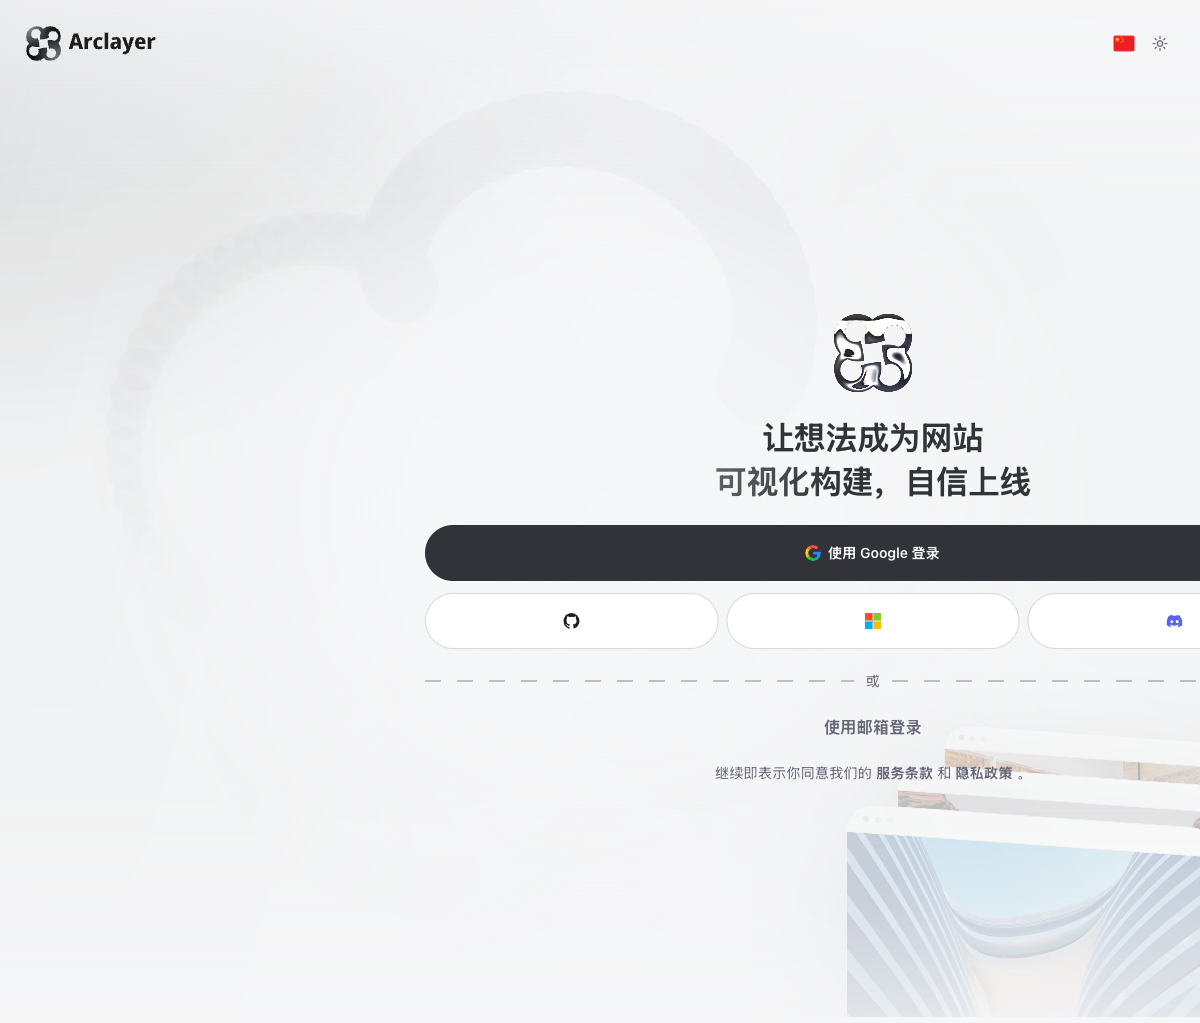 Arclayer
让想法成为网站
可视化构建，自信上线
使用 Google 登录
或
使用邮箱登录
继续即表示你同意我们的 服务条款 和 隐私政策 。